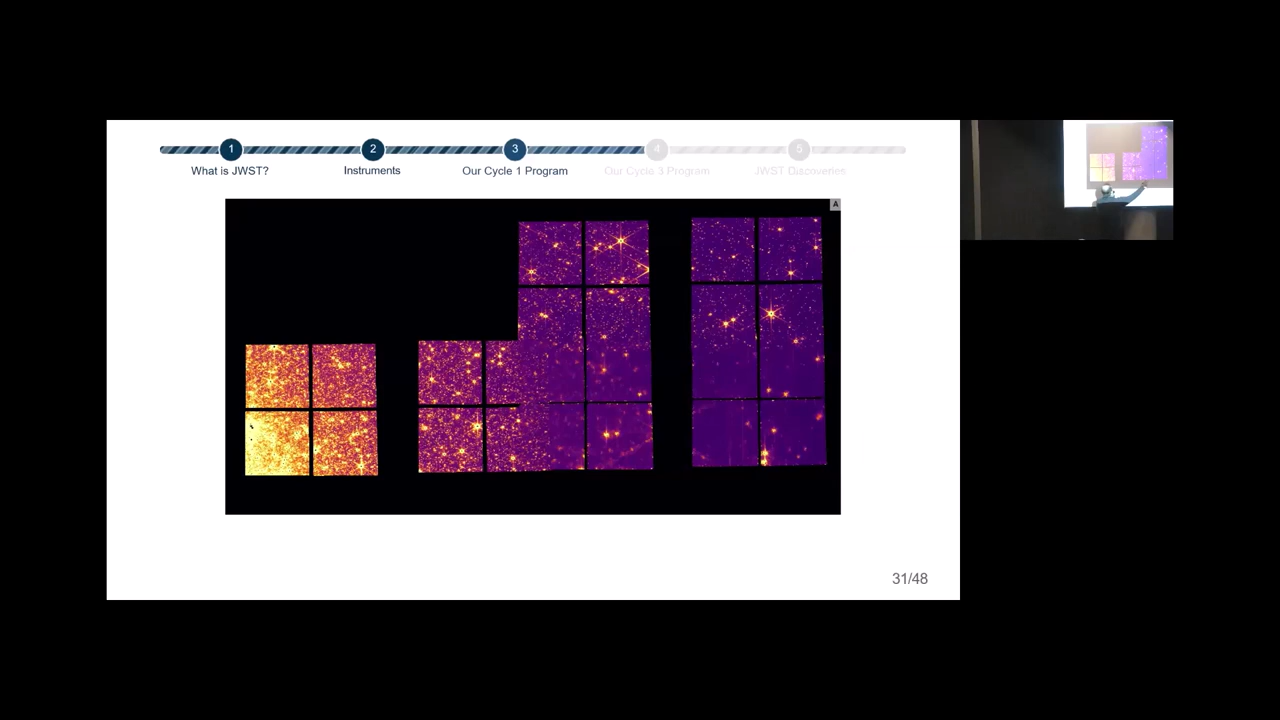 1 2 3 4 5
What is JWST? Instruments Our Cycle 1 Program Our Cycle 3 Program JWST Discoveries
A
31/48